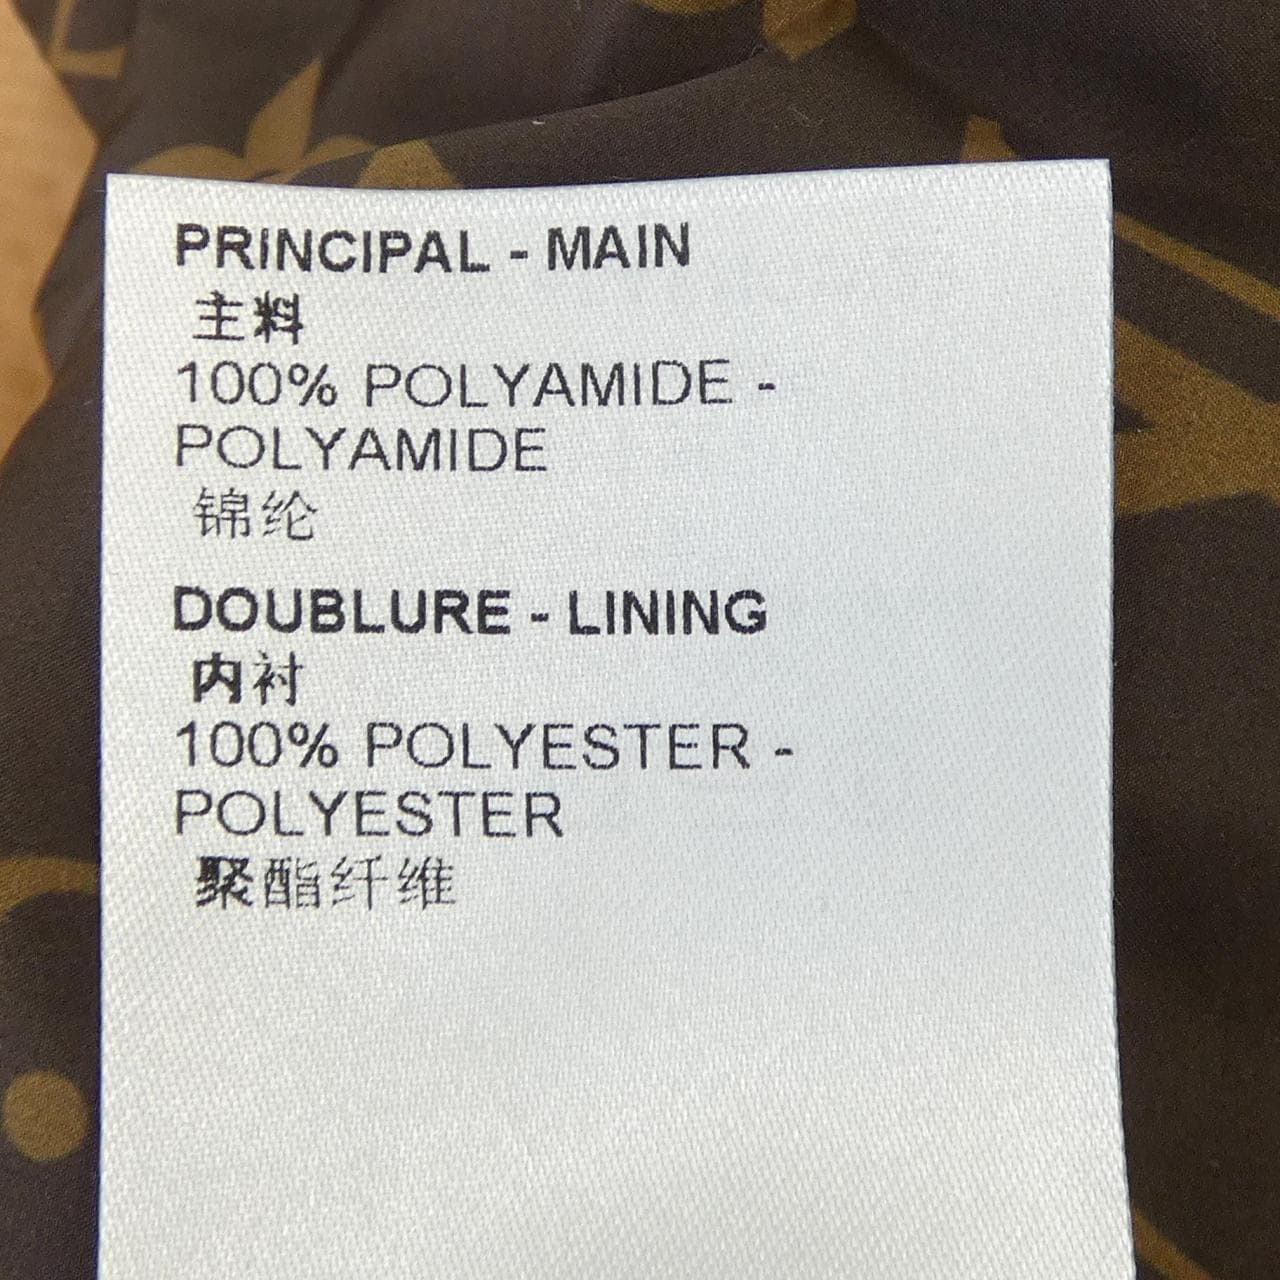 PRINCIPAL - MAIN
主料
100% POLYAMIDE -
POLYAMIDE
锦纶
DOUBLURE - LINING
内衬
100% POLYESTER -
POLYESTER
聚酯纤维